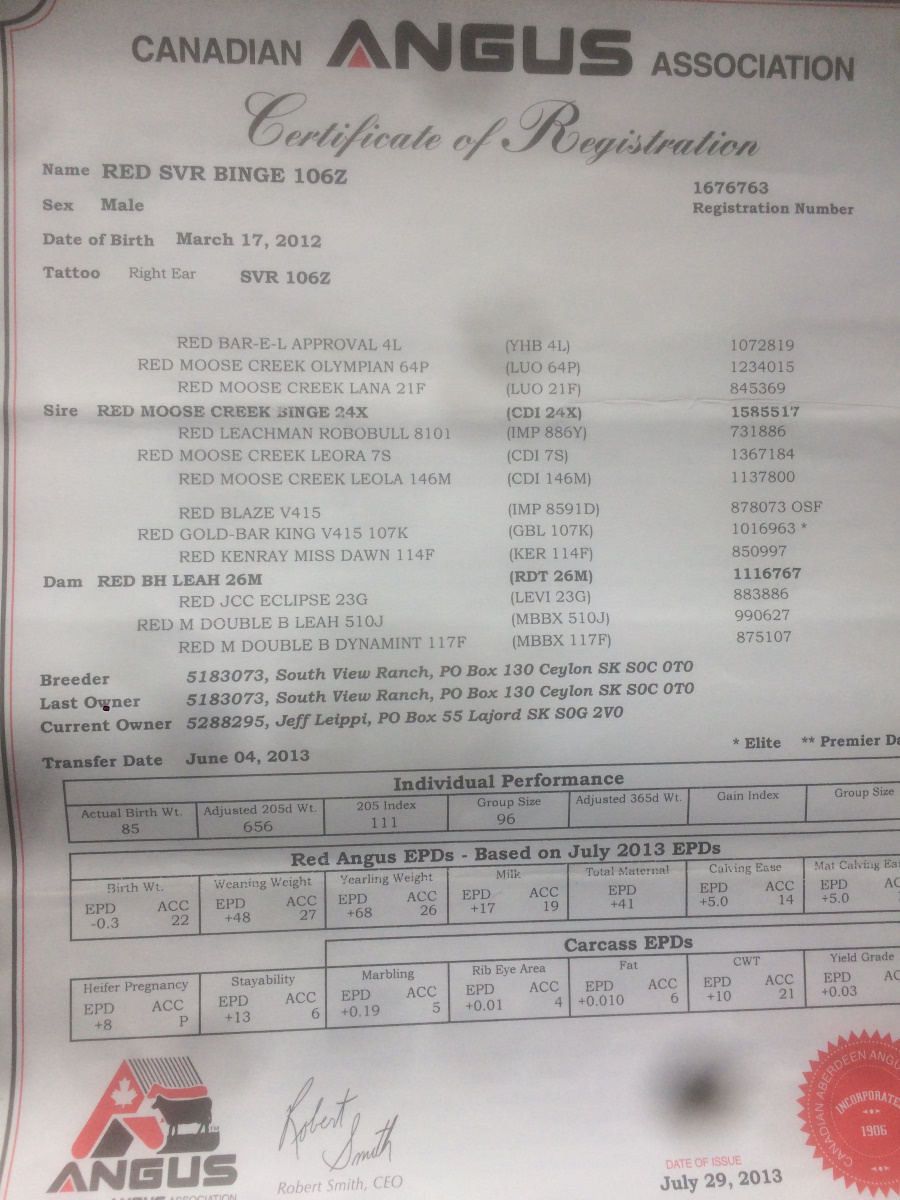 CANADIAN ANGUS ASSOCIATION
Certificate of Registration
Name RED SVR BINGE 106Z
1676763
Sex Male
Registration Number
Date of Birth March 17, 2012
Tattoo Right Ear SVR 106Z
RED BAR-E-L APPROVAL 4L (YHB 4L) 1072819
RED MOOSE CREEK OLYMPIAN 64P (LUO 64P) 1234015
RED MOOSE CREEK LANA 21F (LUO 21F) 845369
Sire RED MOOSE CREEK BINGE 24X (CDI 24X) 1585517
RED LEACHMAN ROBOBULL 8101 (IMP 886Y) 731886
RED MOOSE CREEK LEORA 7S (CDI 7S) 1367184
RED MOOSE CREEK LEOLA 146M (CDI 146M) 1137800
RED BLAZE V415 (IMP 8591D) 878073 OSF
RED GOLD-BAR KING V415 107K (GBL 107K) 1016963 *
RED KENRAY MISS DAWN 114F (KER 114F) 850997
Dam RED BH LEAH 26M (RDT 26M) 1116767
RED JCC ECLIPSE 23G (LEVI 23G) 883886
RED M DOUBLE B LEAH 510J (MBBX 510J) 990627
RED M DOUBLE B DYNAMINT 117F (MBBX 117F) 875107
Breeder 5183073, South View Ranch, PO Box 130 Ceylon SK S0C 0T0
Last Owner 5183073, South View Ranch, PO Box 130 Ceylon SK S0C 0T0
Current Owner 5288295, Jeff Leippi, PO Box 55 Lajord SK S0G 2V0
* Elite ** Premier Da
Transfer Date June 04, 2013
Individual Performance
Actual Birth Wt. Adjusted 205d Wt. 205 Index Group Size Adjusted 365d Wt. Gain Index Group Size
85 656 111 96
Red Angus EPDs - Based on July 2013 EPDs
Birth Wt. Weaning Weight Yearling Weight Milk Total Maternal Calving Ease Mat Calving Eas
EPD ACC EPD ACC EPD ACC EPD ACC EPD EPD ACC EPD AC
-0.3 22 +48 27 +68 26 +17 19 +41 +5.0 14 +5.0
Carcass EPDs
Heifer Pregnancy Stayability Marbling Rib Eye Area Fat CWT Yield Grade
EPD ACC EPD ACC EPD ACC EPD ACC EPD ACC EPD ACC EPD AC
+8 P +13 6 +0.19 5 +0.01 4 +0.010 6 +10 21 +0.03
Robert Smith
ANGUS
ANGUS ASSOCIATION
Robert Smith, CEO
DATE OF ISSUE
July 29, 2013
CANADIAN ABERDEEN ANGU
INCORPORATE
1906